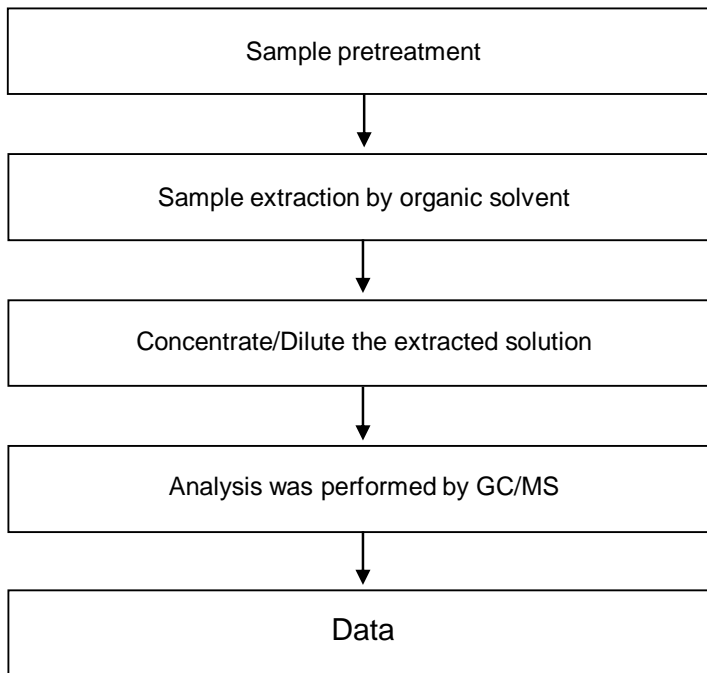 Sample pretreatment
Sample extraction by organic solvent
Concentrate/Dilute the extracted solution
Analysis was performed by GC/MS
Data